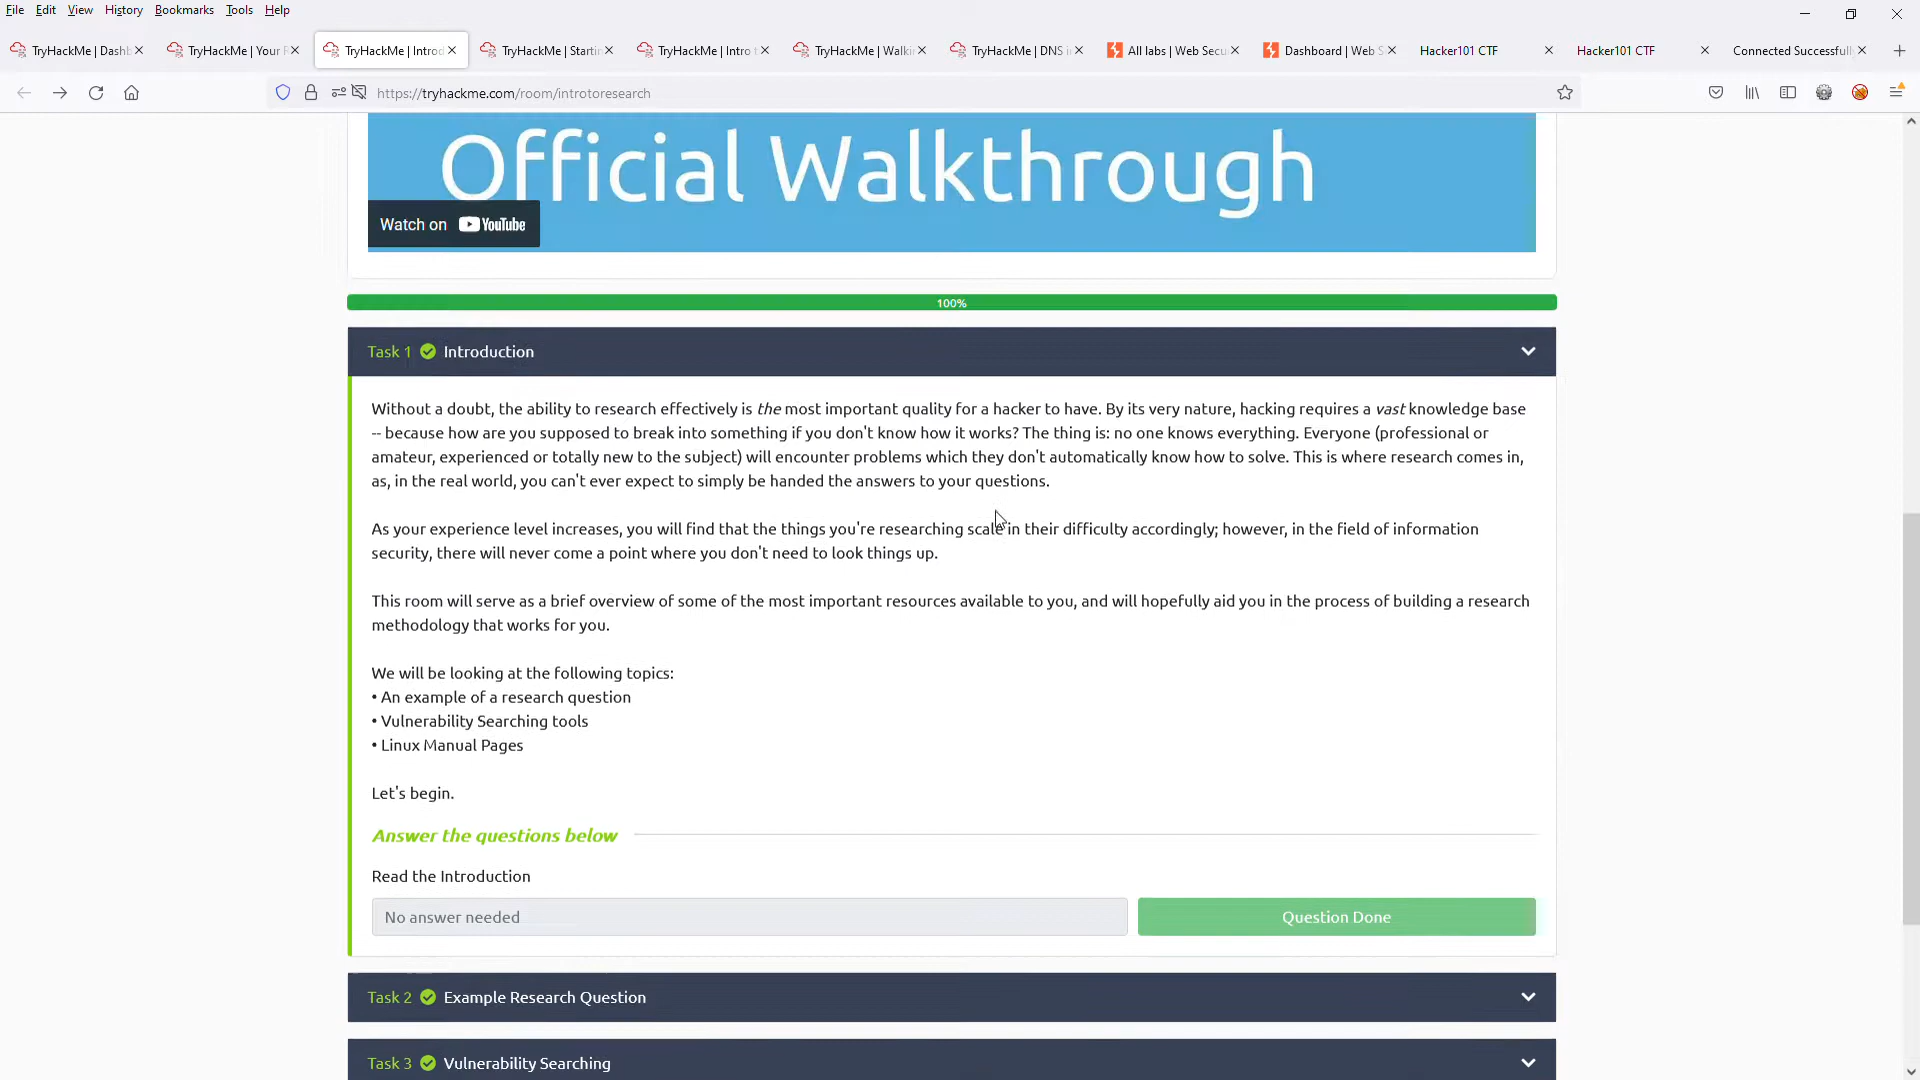 File Edit View History Bookmarks Tools Help
TryHackMe | Dashb
TryHackMe | Your R
TryHackMe | Introd
TryHackMe | Startin
TryHackMe | Intro t
TryHackMe | Walkin
TryHackMe | DNS in
All labs | Web Secu
Dashboard | Web S
Hacker101 CTF
Hacker101 CTF
Connected Successfull
https://tryhackme.com/room/introtoresearch
Official Walkthrough
Watch on YouTube
100%
Task 1 Introduction
Without a doubt, the ability to research effectively is the most important quality for a hacker to have. By its very nature, hacking requires a vast knowledge base
-- because how are you supposed to break into something if you don't know how it works? The thing is: no one knows everything. Everyone (professional or
amateur, experienced or totally new to the subject) will encounter problems which they don't automatically know how to solve. This is where research comes in,
as, in the real world, you can't ever expect to simply be handed the answers to your questions.
As your experience level increases, you will find that the things you're researching scale in their difficulty accordingly; however, in the field of information
security, there will never come a point where you don't need to look things up.
This room will serve as a brief overview of some of the most important resources available to you, and will hopefully aid you in the process of building a research
methodology that works for you.
We will be looking at the following topics:
• An example of a research question
• Vulnerability Searching tools
• Linux Manual Pages
Let's begin.
Answer the questions below
Read the Introduction
No answer needed
Question Done
Task 2 Example Research Question
Task 3 Vulnerability Searching